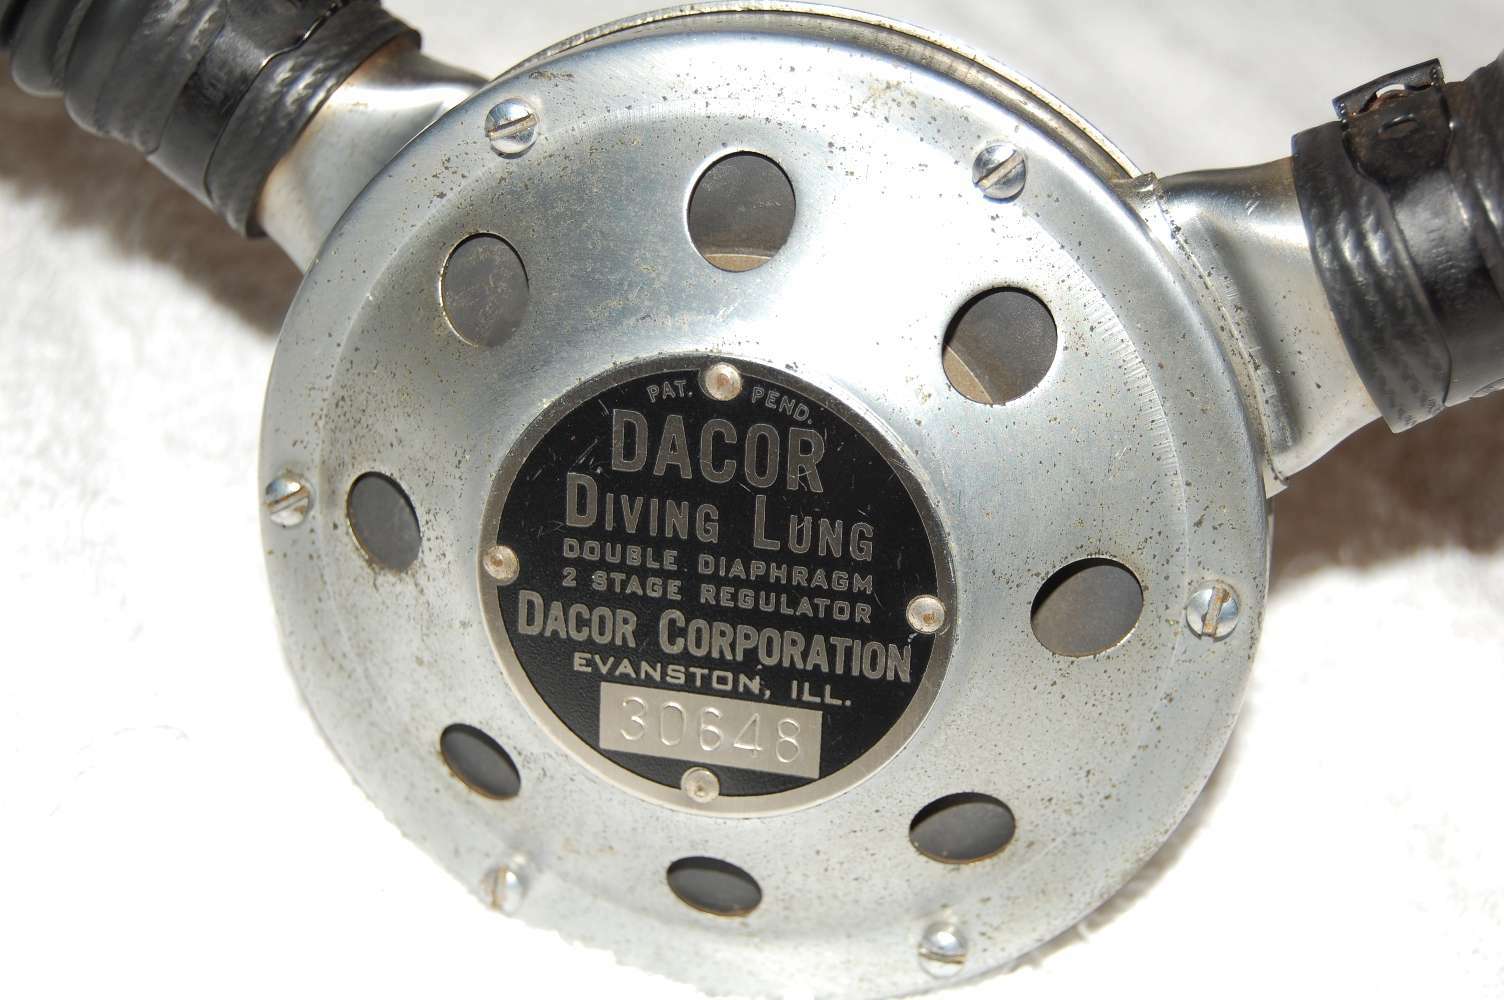 PAT. PEND.
DACOR
DIVING LUNG
DOUBLE DIAPHRAGM
2 STAGE REGULATOR
DACOR CORPORATION
EVANSTON, ILL.
30648